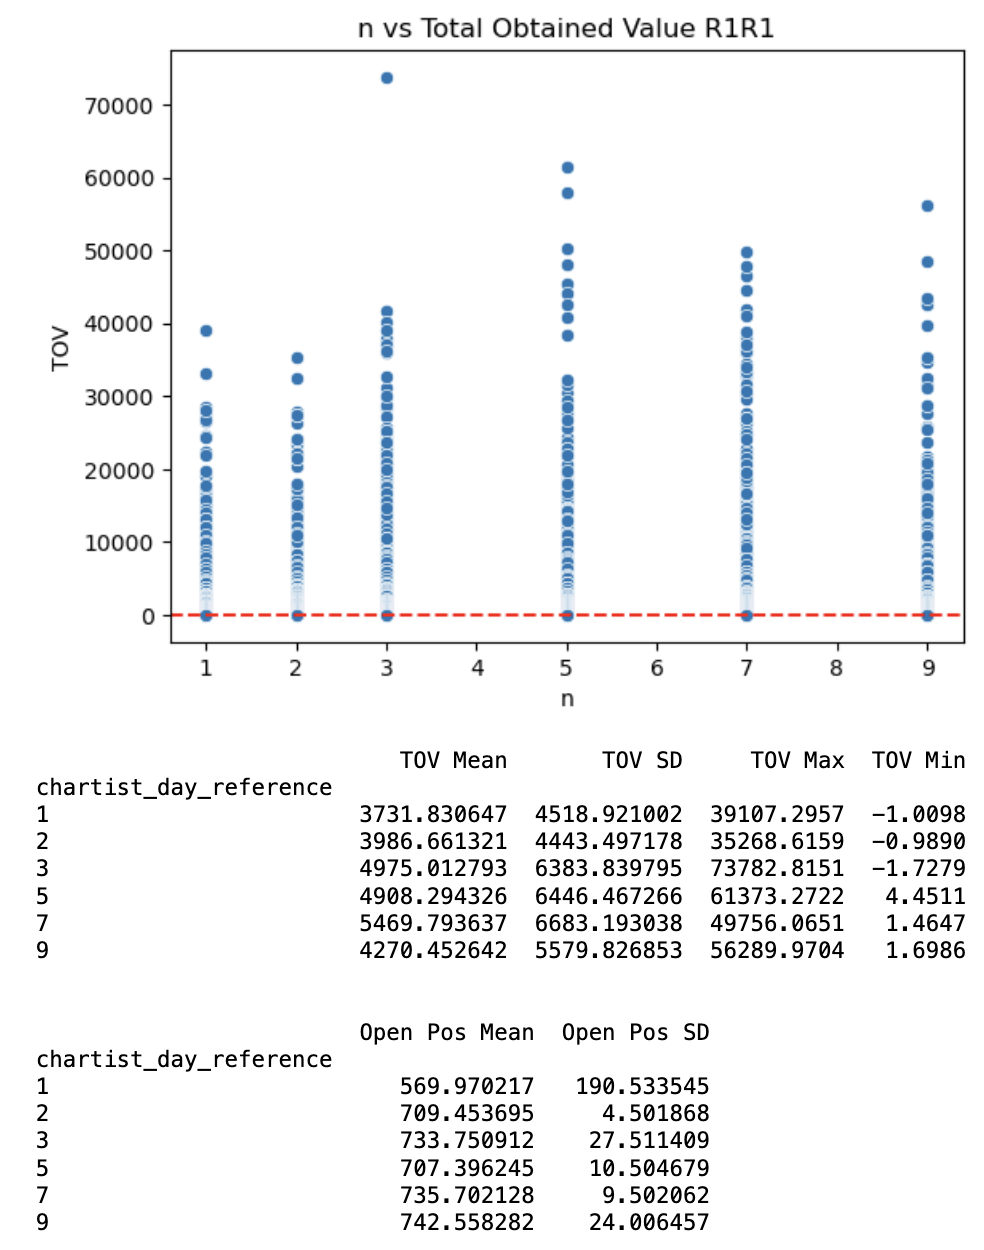 n vs Total Obtained Value R1R1
70000
60000
50000
40000
30000
20000
10000
0
TOV
1 2 3 4 5 6 7 8 9
n
TOV Mean TOV SD TOV Max TOV Min
chartist_day_reference
1 3731.830647 4518.921002 39107.2957 −1.0098
2 3986.661321 4443.497178 35268.6159 −0.9890
3 4975.012793 6383.839795 73782.8151 −1.7279
5 4908.294326 6446.467266 61373.2722 4.4511
7 5469.793637 6683.193038 49756.0651 1.4647
9 4270.452642 5579.826853 56289.9704 1.6986
Open Pos Mean Open Pos SD
chartist_day_reference
1 569.970217 190.533545
2 709.453695 4.501868
3 733.750912 27.511409
5 707.396245 10.504679
7 735.702128 9.502062
9 742.558282 24.006457